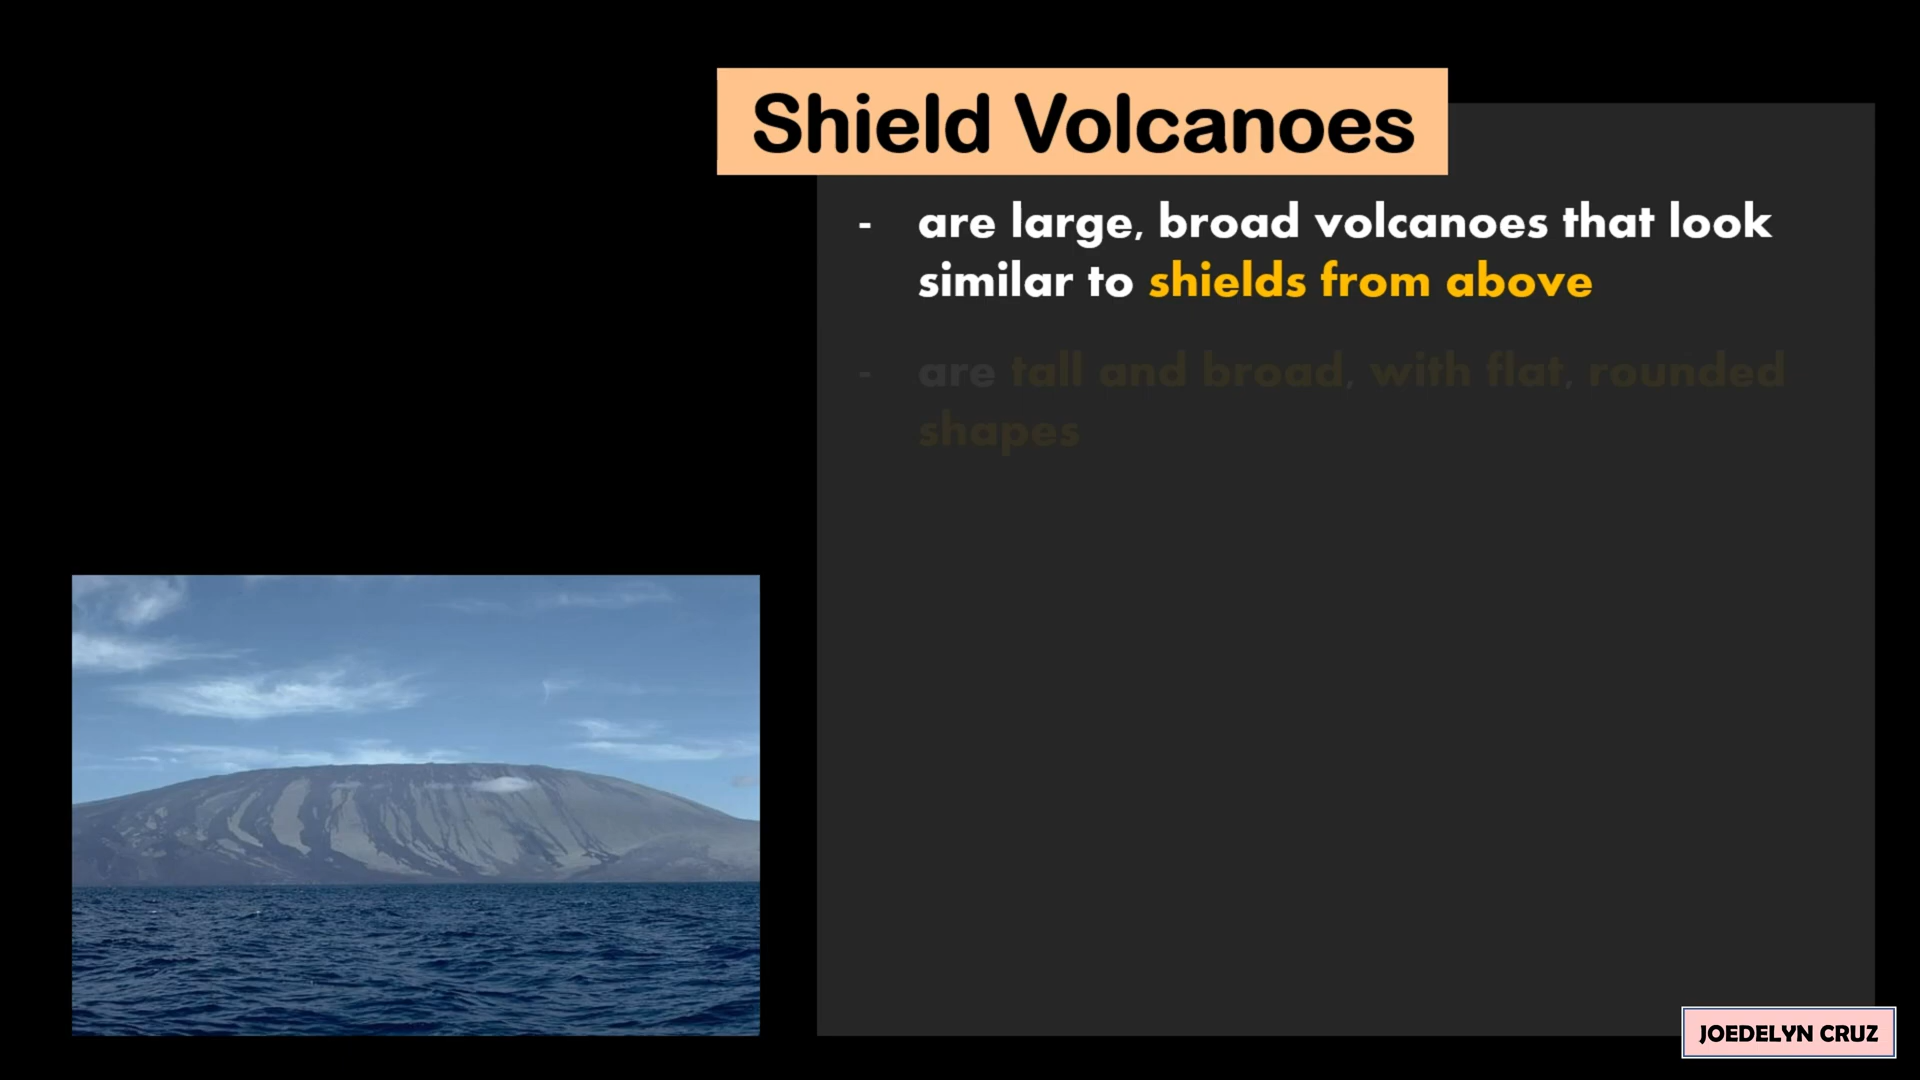 Shield Volcanoes
- are large, broad volcanoes that look
similar to shields from above
- are tall and broad, with flat, rounded
shapes
JOEDELYN CRUZ